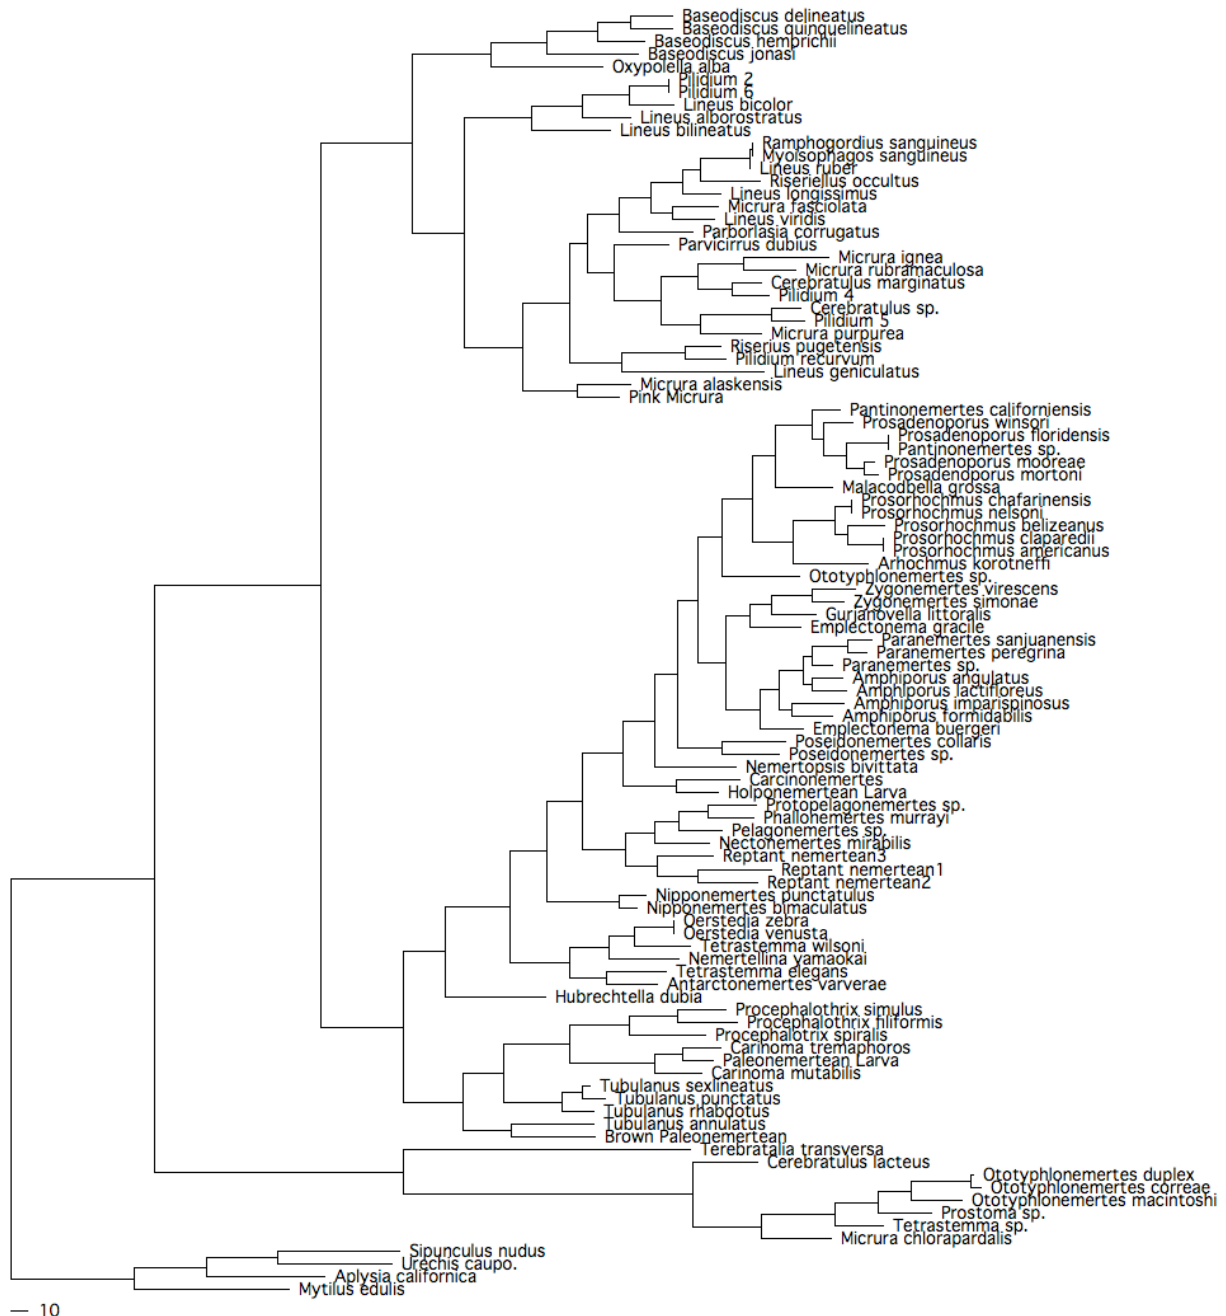 Baseodiscus delineatus
Baseodiscus quinquelineatus
Baseodiscus hemprichii
Baseodiscus jonasi
Oxypolella alba
Pilidium 2
Pilidium 6
Lineus bicolor
Lineus alborostratus
Lineus bilineatus
Ramphogordius sanguineus
Myoisophagos sanguineus
Lineus ruber
Riseriellus occultus
Lineus longissimus
Micrura fasciolata
Lineus viridis
Parborlasia corrugatus
Parvicirrus dubius
Micrura ignea
Micrura rubramaculosa
Cerebratulus marginatus
Pilidium 4
Cerebratulus sp.
Pilidium 5
Micrura purpurea
Riserius pugetensis
Pilidium recurvum
Lineus geniculatus
Micrura alaskensis
Pink Micrura
Pantinonemertes californiensis
Prosadenoporus winsori
Prosadenoporus floridensis
Pantinonemertes sp.
Prosadenoporus mooreae
Prosadenoporus mortoni
Malacodbella grossa
Prosorhochmus chafarinensis
Prosorhochmus nelsoni
Prosorhochmus belizeanus
Prosorhochmus claparedii
Prosorhochmus americanus
Arhochmus korotneffi
Ototyphlonemertes sp.
Zygonemertes virescens
Zygonemertes simonae
Gurjanovella littoralis
Emplectonema gracile
Paranemertes sanjuanensis
Paranemertes peregrina
Paranemertes sp.
Amphiporus angulatus
Amphiporus lactifloreus
Amphiporus imparispinosus
Amphiporus formidabilis
Emplectonema buergeri
Poseidonemertes collaris
Poseidonemertes sp.
Nemertopsis bivittata
Carcinonemertes
Holponemertean Larva
Protopelagonemertes sp.
Phallonemertes murrayi
Pelagonemertes sp.
Nectonemertes mirabilis
Reptant nemertean3
Reptant nemertean1
Reptant nemertean2
Nipponemertes punctatulus
Nipponemertes bimaculatus
Oerstedia zebra
Oerstedia venusta
Tetrastemma wilsoni
Nemertellina yamaokai
Tetrastemma elegans
Antarctonemertes varverae
Hubrechtella dubia
Procephalothrix simulus
Procephalothrix filiformis
Procephalotrix spiralis
Carinoma tremaphoros
Paleonemertean Larva
Carinoma mutabilis
Tubulanus sexlineatus
Tubulanus punctatus
Tubulanus rhabdotus
Tubulanus annulatus
Brown Paleonemertean
Terebratalia transversa
Cerebratulus lacteus
Ototyphlonemertes duplex
Ototyphlonemertes correae
Ototyphlonemertes macintoshi
Prostoma sp.
Tetrastemma sp.
Micrura chlorapardalis
Sipunculus nudus
Urechis caupo.
Aplysia californica
Mytilus edulis
10